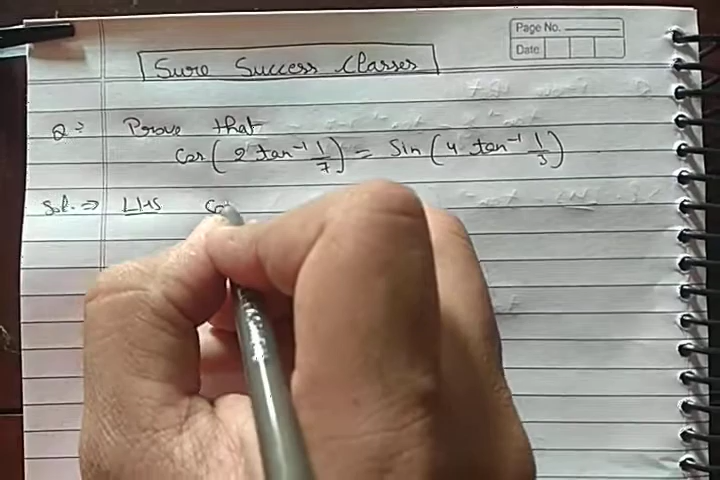 Page No.
Date
Sure Success Classes
Q ⇒ Prove that
cos ( 2 tan⁻¹ 1/7 ) = Sin ( 4 tan⁻¹ 1/3 )
Sol. ⇒ LHS Co